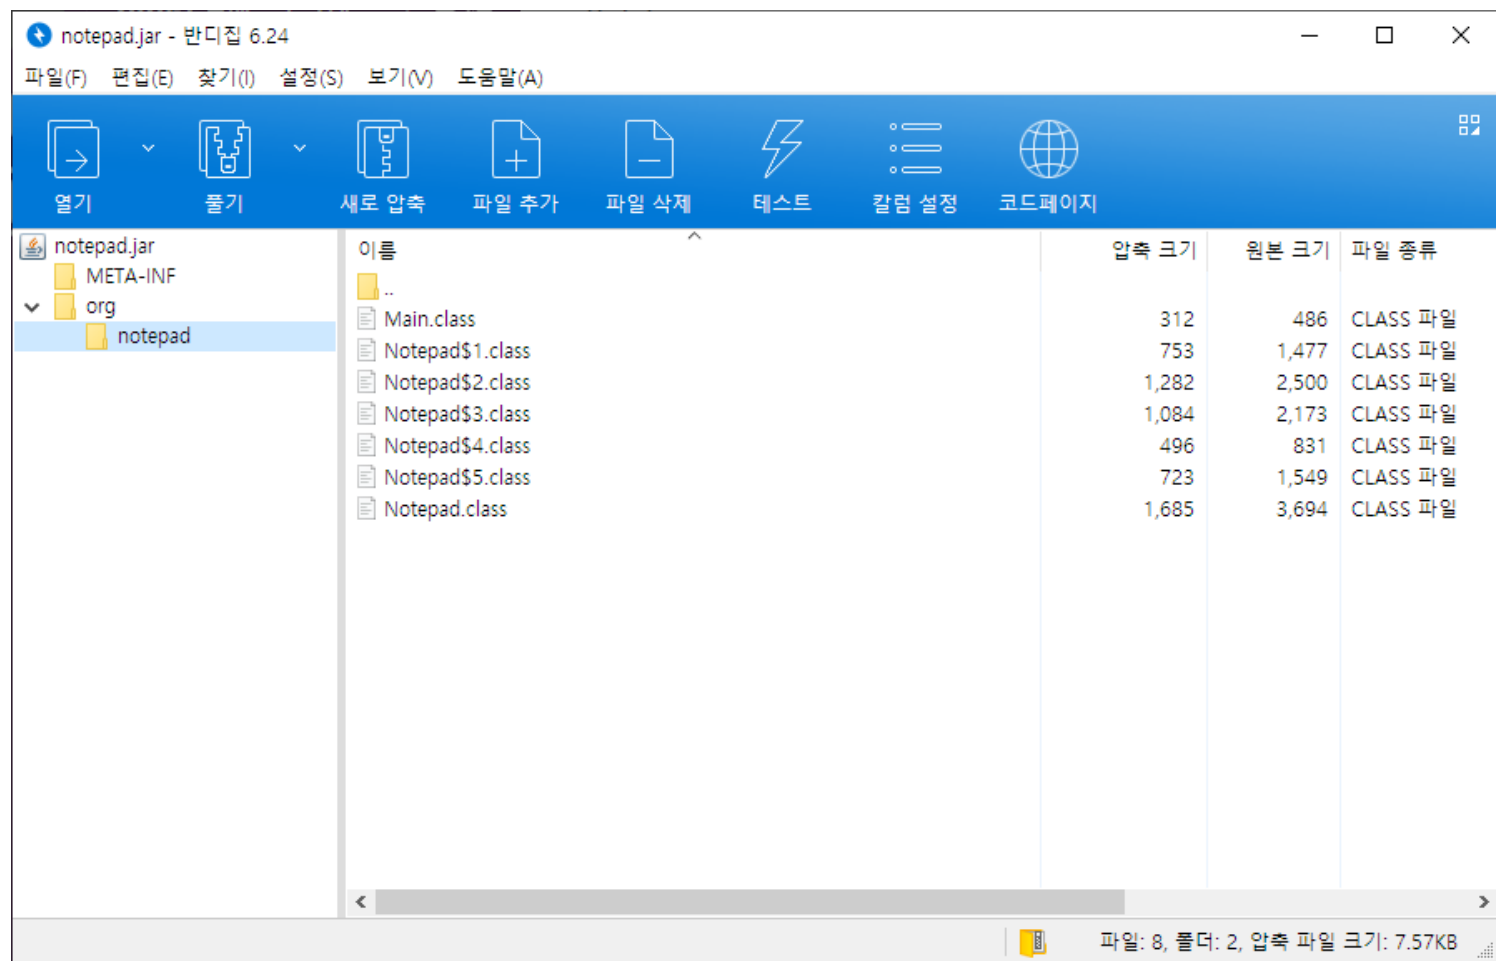 notepad.jar - 반디집 6.24
파일(F) 편집(E) 찾기(I) 설정(S) 보기(V) 도움말(A)
열기 풀기 새로 압축 파일 추가 파일 삭제 테스트 칼럼 설정 코드페이지
notepad.jar
META-INF
org
notepad
이름 압축 크기 원본 크기 파일 종류
..
Main.class 312 486 CLASS 파일
Notepad$1.class 753 1,477 CLASS 파일
Notepad$2.class 1,282 2,500 CLASS 파일
Notepad$3.class 1,084 2,173 CLASS 파일
Notepad$4.class 496 831 CLASS 파일
Notepad$5.class 723 1,549 CLASS 파일
Notepad.class 1,685 3,694 CLASS 파일
파일: 8, 폴더: 2, 압축 파일 크기: 7.57KB